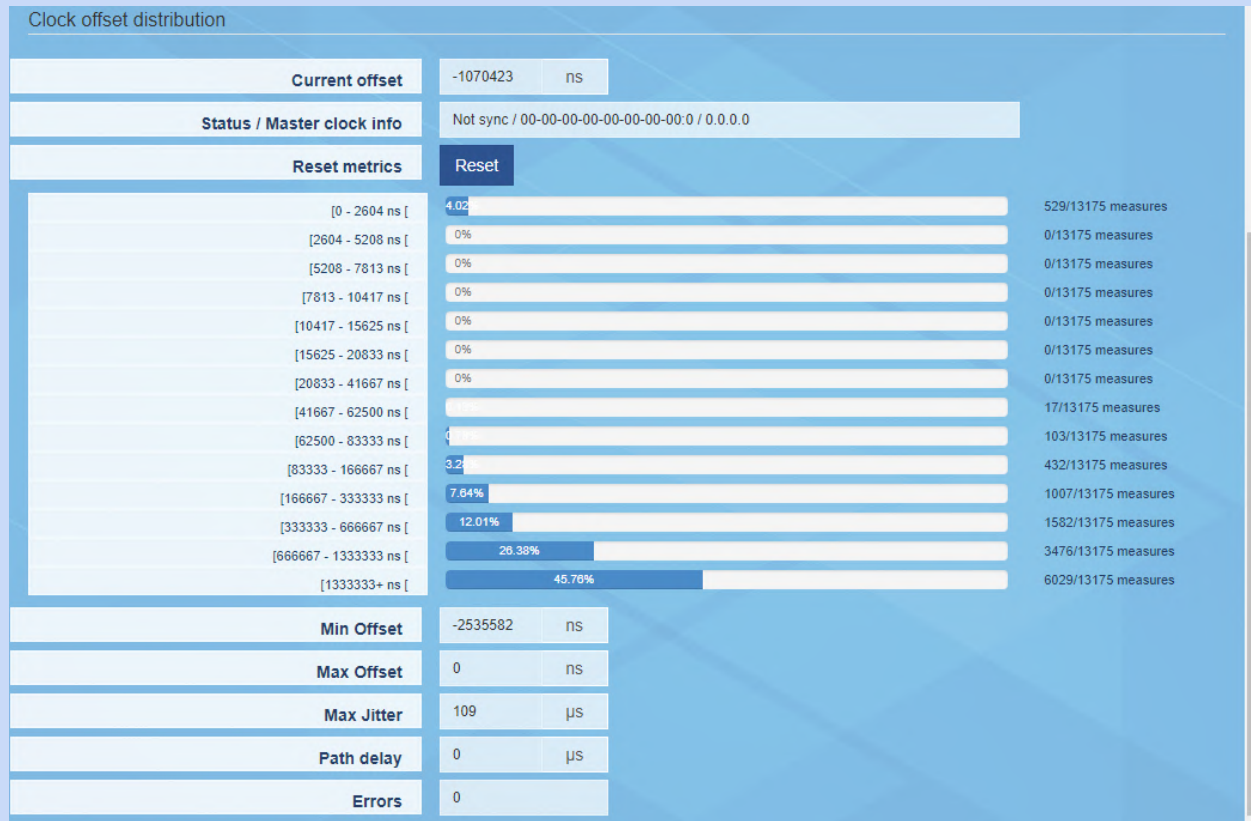 Clock offset distribution
Current offset -1070423 ns
Status / Master clock info Not sync / 00-00-00-00-00-00-00-00:0 / 0.0.0.0
Reset metrics Reset
[0 - 2604 ns [ 4.02% 529/13175 measures
[2604 - 5208 ns [ 0% 0/13175 measures
[5208 - 7813 ns [ 0% 0/13175 measures
[7813 - 10417 ns [ 0% 0/13175 measures
[10417 - 15625 ns [ 0% 0/13175 measures
[15625 - 20833 ns [ 0% 0/13175 measures
[20833 - 41667 ns [ 0% 0/13175 measures
[41667 - 62500 ns [ 17/13175 measures
[62500 - 83333 ns [ 103/13175 measures
[83333 - 166667 ns [ 432/13175 measures
[166667 - 333333 ns [ 7.64% 1007/13175 measures
[333333 - 666667 ns [ 12.01% 1582/13175 measures
[666667 - 1333333 ns [ 26.38% 3476/13175 measures
[1333333+ ns [ 45.76% 6029/13175 measures
Min Offset -2535582 ns
Max Offset 0 ns
Max Jitter 109 µs
Path delay 0 µs
Errors 0